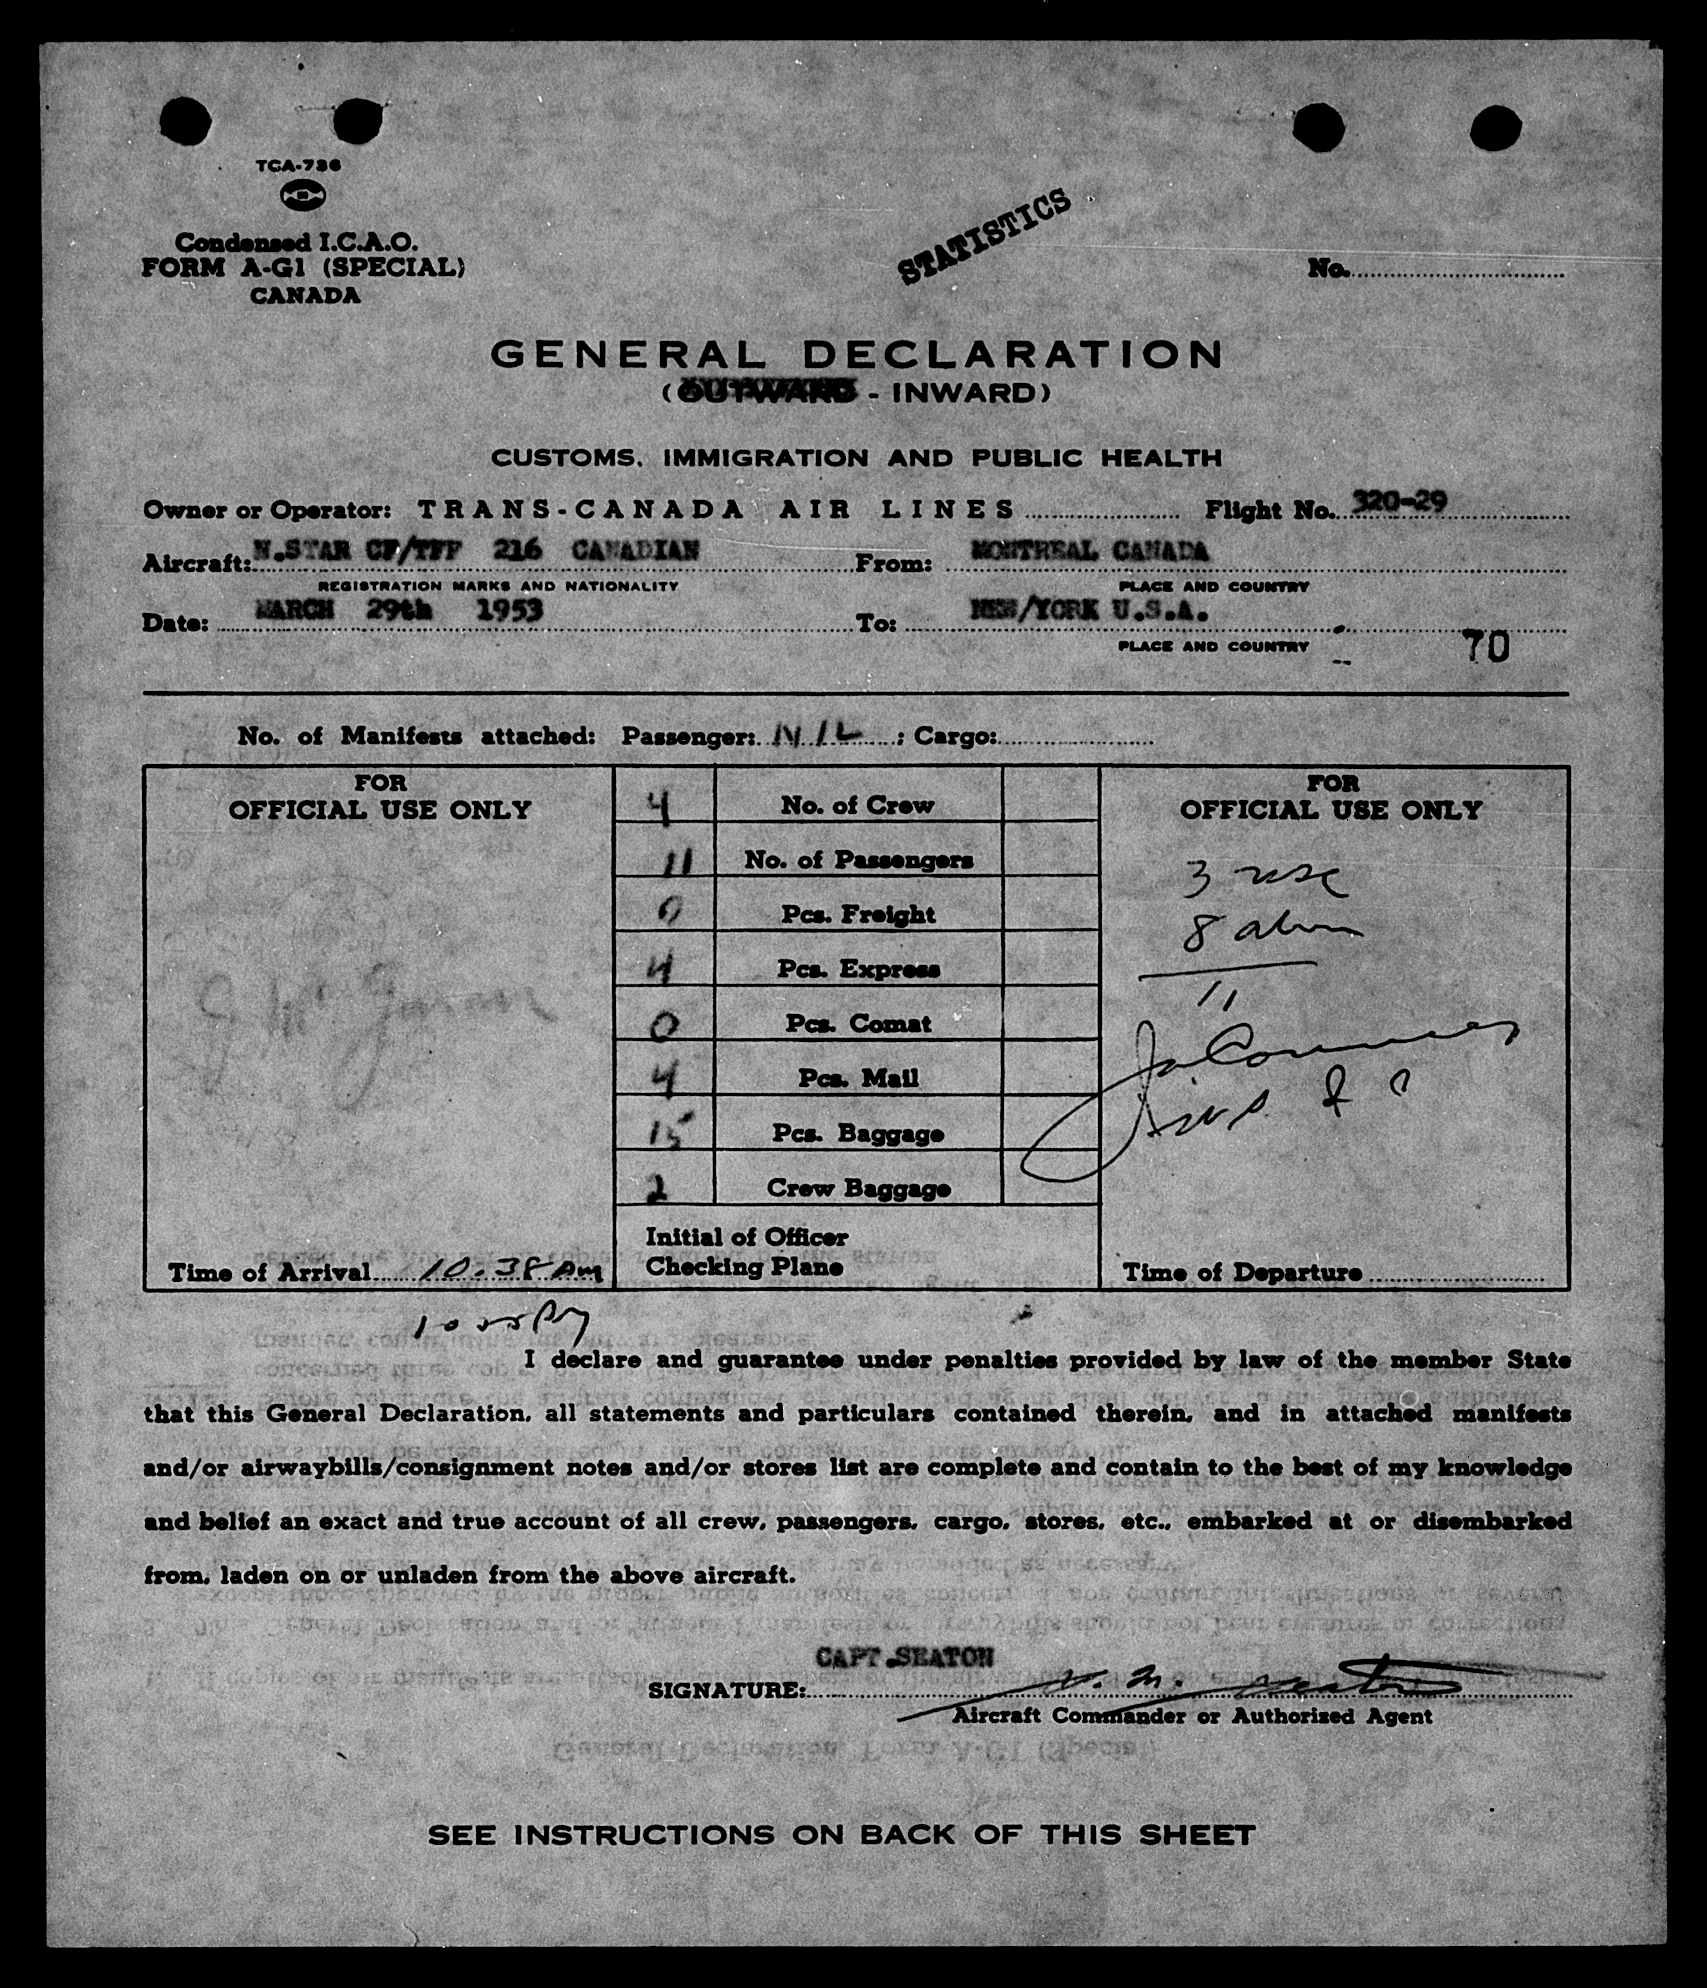 TCA-736
Condensed I.C.A.O.
FORM A-G1 (SPECIAL)
CANADA
STATISTICS
No.
GENERAL DECLARATION
(OUTWARD - INWARD)
CUSTOMS, IMMIGRATION AND PUBLIC HEALTH
Owner or Operator: TRANS-CANADA AIR LINES Flight No. 320-29
Aircraft: N.STAR CF/TFF 216 CANADIAN From: MONTREAL CANADA
REGISTRATION MARKS AND NATIONALITY PLACE AND COUNTRY
Date: MARCH 29th 1953 To: NEW/YORK U.S.A.
PLACE AND COUNTRY 70
No. of Manifests attached: Passenger: NIL ; Cargo:
FOR
OFFICIAL USE ONLY
4 No. of Crew
11 No. of Passengers
0 Pcs. Freight
4 Pcs. Express
0 Pcs. Comat
4 Pcs. Mail
15 Pcs. Baggage
2 Crew Baggage
Initial of Officer
Checking Plane
Time of Arrival 10.38 Am
FOR
OFFICIAL USE ONLY
3 usc
8 alien
11
Time of Departure
I declare and guarantee under penalties provided by law of the member State
that this General Declaration, all statements and particulars contained therein, and in attached manifests
and/or airwaybills/consignment notes and/or stores list are complete and contain to the best of my knowledge
and belief an exact and true account of all crew, passengers, cargo, stores, etc., embarked at or disembarked
from, laden on or unladen from the above aircraft.
CAPT.SEATON
SIGNATURE: V. M. Seaton
Aircraft Commander or Authorized Agent
SEE INSTRUCTIONS ON BACK OF THIS SHEET